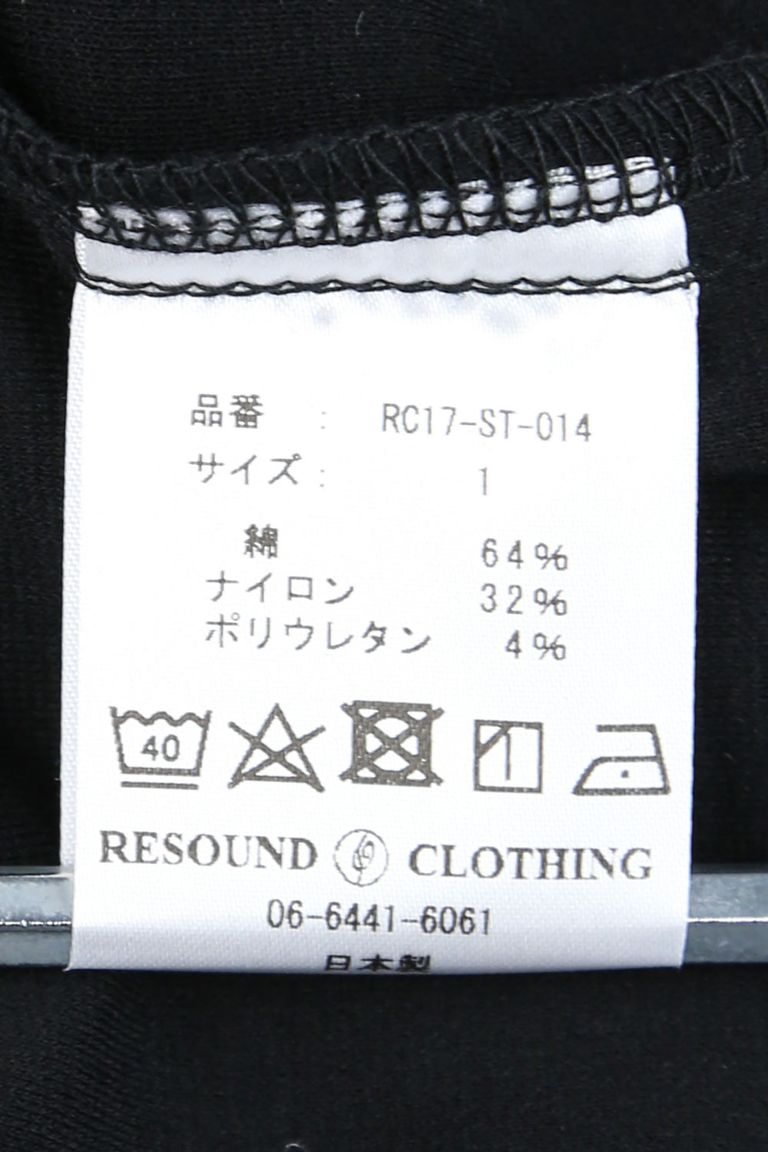 品番 : RC17-ST-014
サイズ : 1
綿 64%
ナイロン 32%
ポリウレタン 4%
40
RESOUND CLOTHING
06-6441-6061
日本製